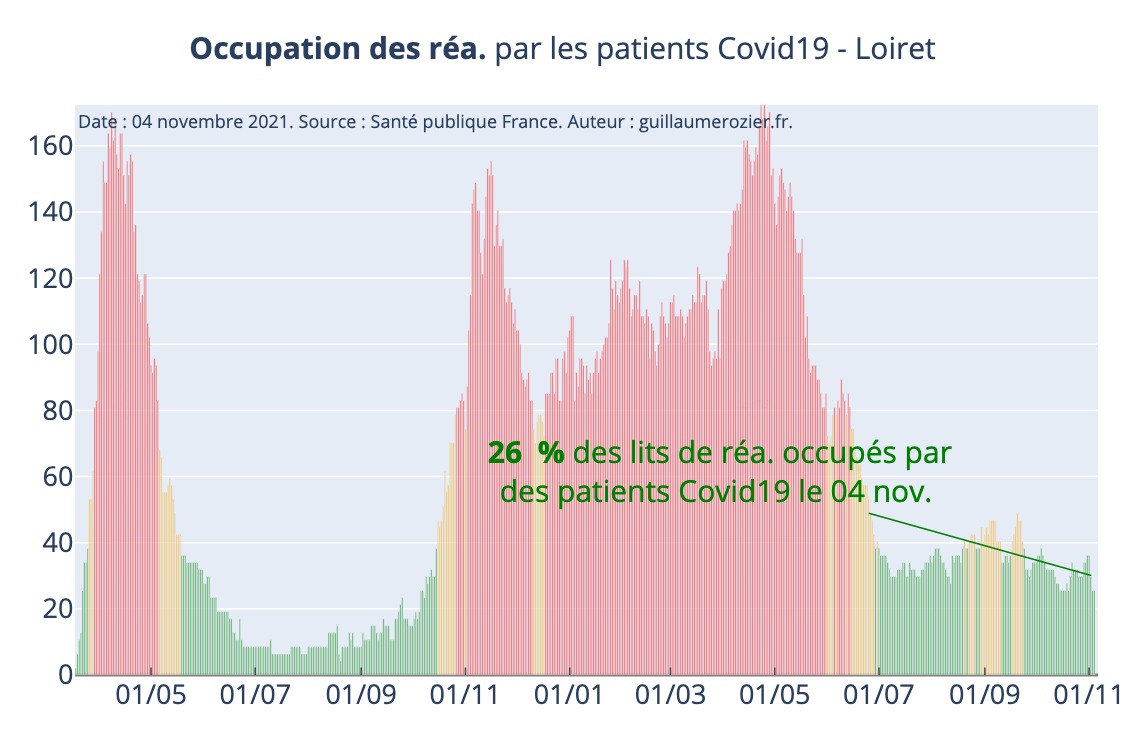 Occupation des réa. par les patients Covid19 - Loiret
Date : 04 novembre 2021. Source : Santé publique France. Auteur : guillaumerozier.fr.
160
140
120
100
80
60
40
20
0
26 % des lits de réa. occupés par
des patients Covid19 le 04 nov.
01/05 01/07 01/09 01/11 01/01 01/03 01/05 01/07 01/09 01/11